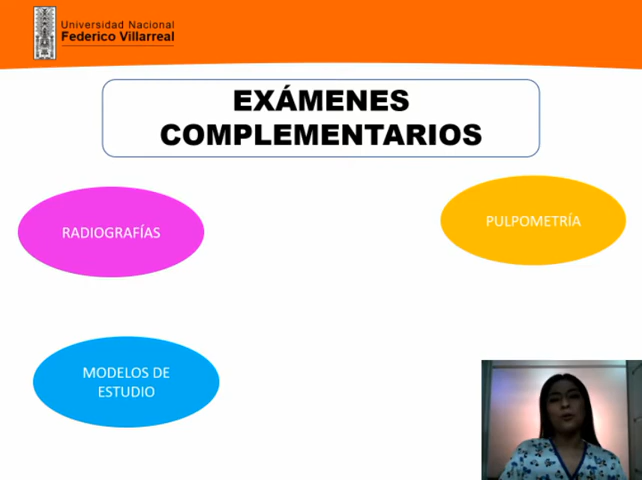 Universidad Nacional
Federico Villarreal
EXÁMENES
COMPLEMENTARIOS
RADIOGRAFÍAS
PULPOMETRÍA
MODELOS DE
ESTUDIO